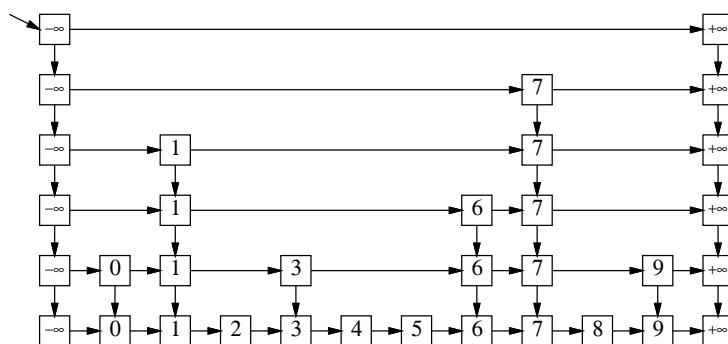 −∞ +∞
−∞ 7 +∞
−∞ 1 7 +∞
−∞ 1 6 7 +∞
−∞ 0 1 3 6 7 9 +∞
−∞ 0 1 2 3 4 5 6 7 8 9 +∞